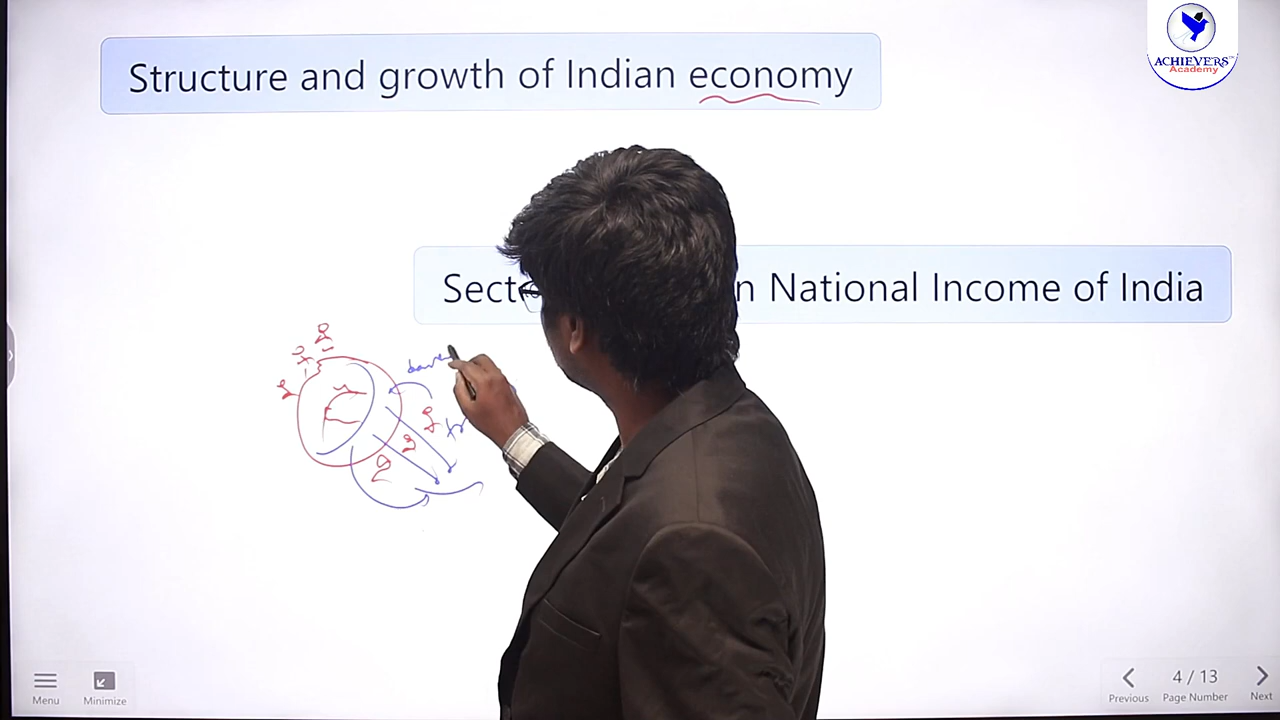 ACHIEVERS
Academy
Structure and growth of Indian economy
National Income of India
Menu
Minimize
Previous
4 / 13
Page Number
Next